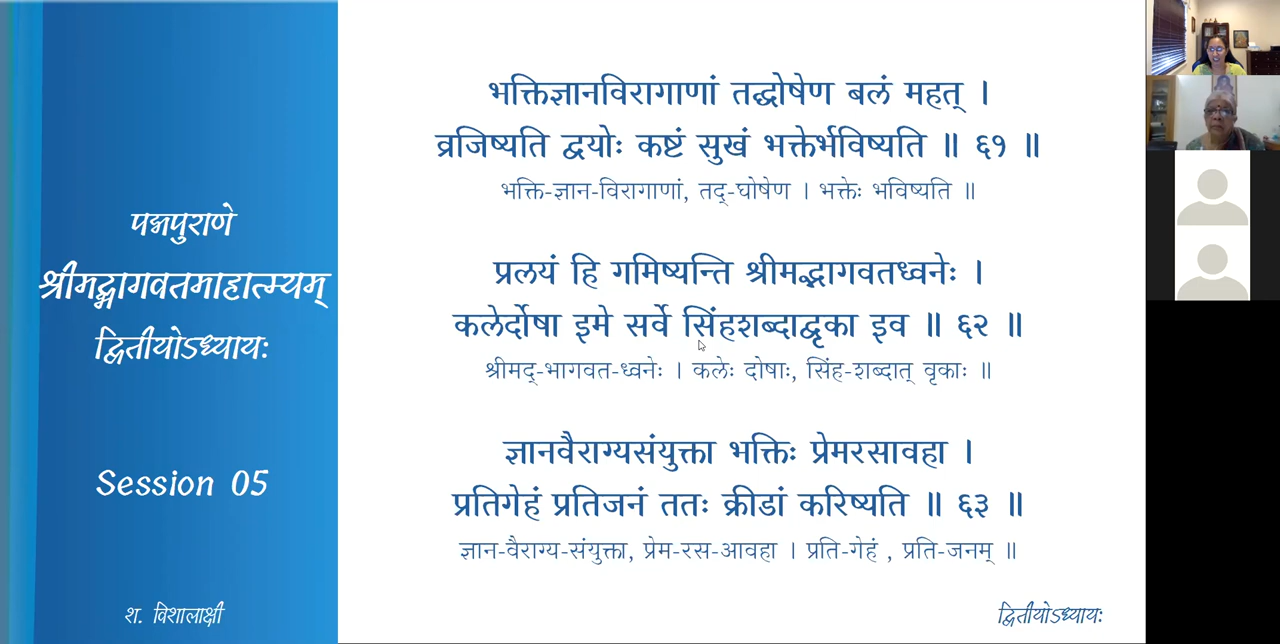 पद्मपुराणे
श्रीमद्भागवतमाहात्म्यम्
द्वितीयोऽध्यायः
Session 05
श. विशालाक्षी
भक्तिज्ञानविरागाणां तद्घोषेण बलं महत् ।
व्रजिष्यति द्वयोः कष्टं सुखं भक्तेर्भविष्यति ॥ ६१ ॥
भक्ति-ज्ञान-विरागाणां, तद्-घोषेण । भक्तेः भविष्यति ॥
प्रलयं हि गमिष्यन्ति श्रीमद्भागवतध्वनेः ।
कलेर्दोषा इमे सर्वे सिंहशब्दाद्वृका इव ॥ ६२ ॥
श्रीमद्-भागवत-ध्वनेः । कलेः दोषाः, सिंह-शब्दात् वृकाः ॥
ज्ञानवैराग्यसंयुक्ता भक्तिः प्रेमरसावहा ।
प्रतिगेहं प्रतिजनं ततः क्रीडां करिष्यति ॥ ६३ ॥
ज्ञान-वैराग्य-संयुक्ता, प्रेम-रस-आवहा । प्रति-गेहं , प्रति-जनम् ॥
द्वितीयोऽध्यायः